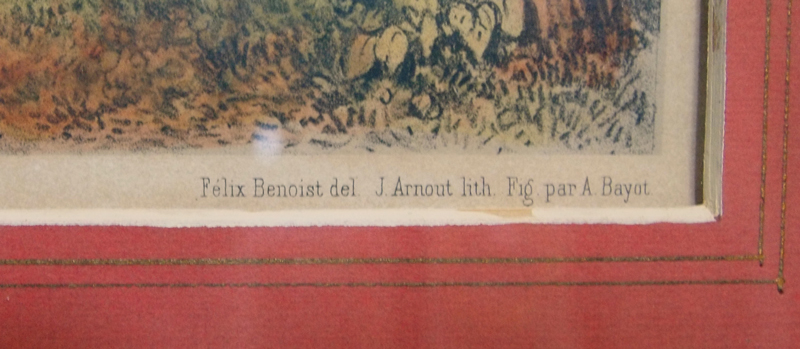 Félix Benoist del. J. Arnout lith. Fig. par A. Bayot